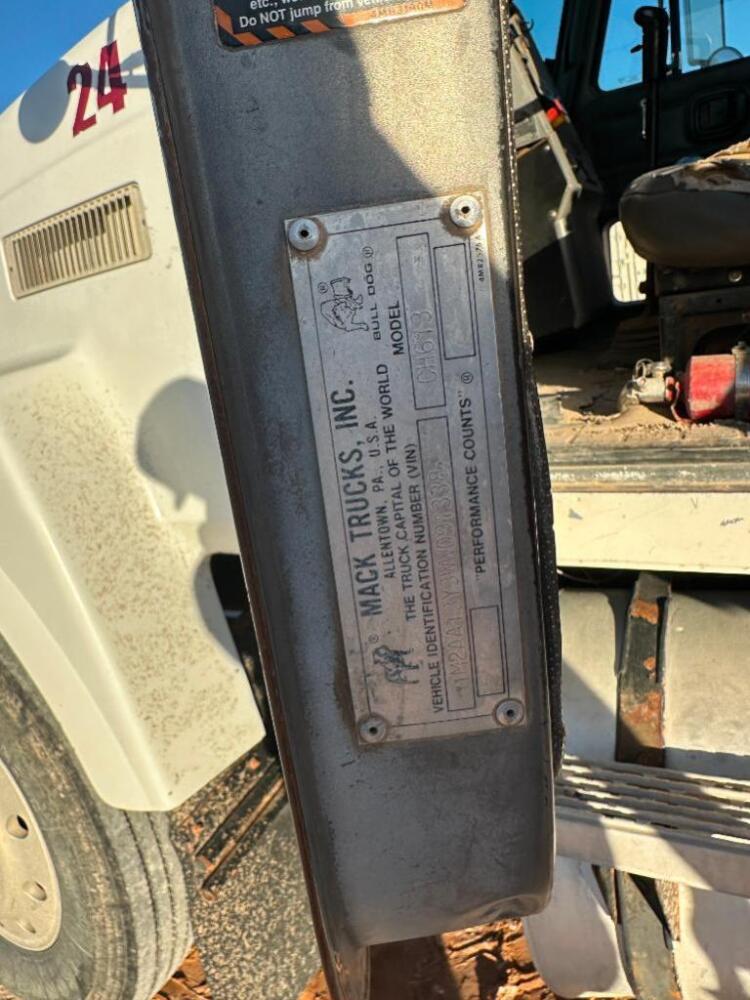 etc.,
Do NOT jump from
24
BULL DOG ®
MACK TRUCKS, INC.
ALLENTOWN, PA., U.S.A.
THE TRUCK CAPITAL OF THE WORLD
MODEL
VEHICLE IDENTIFICATION NUMBER (VIN)
CH613
"PERFORMANCE COUNTS" ®